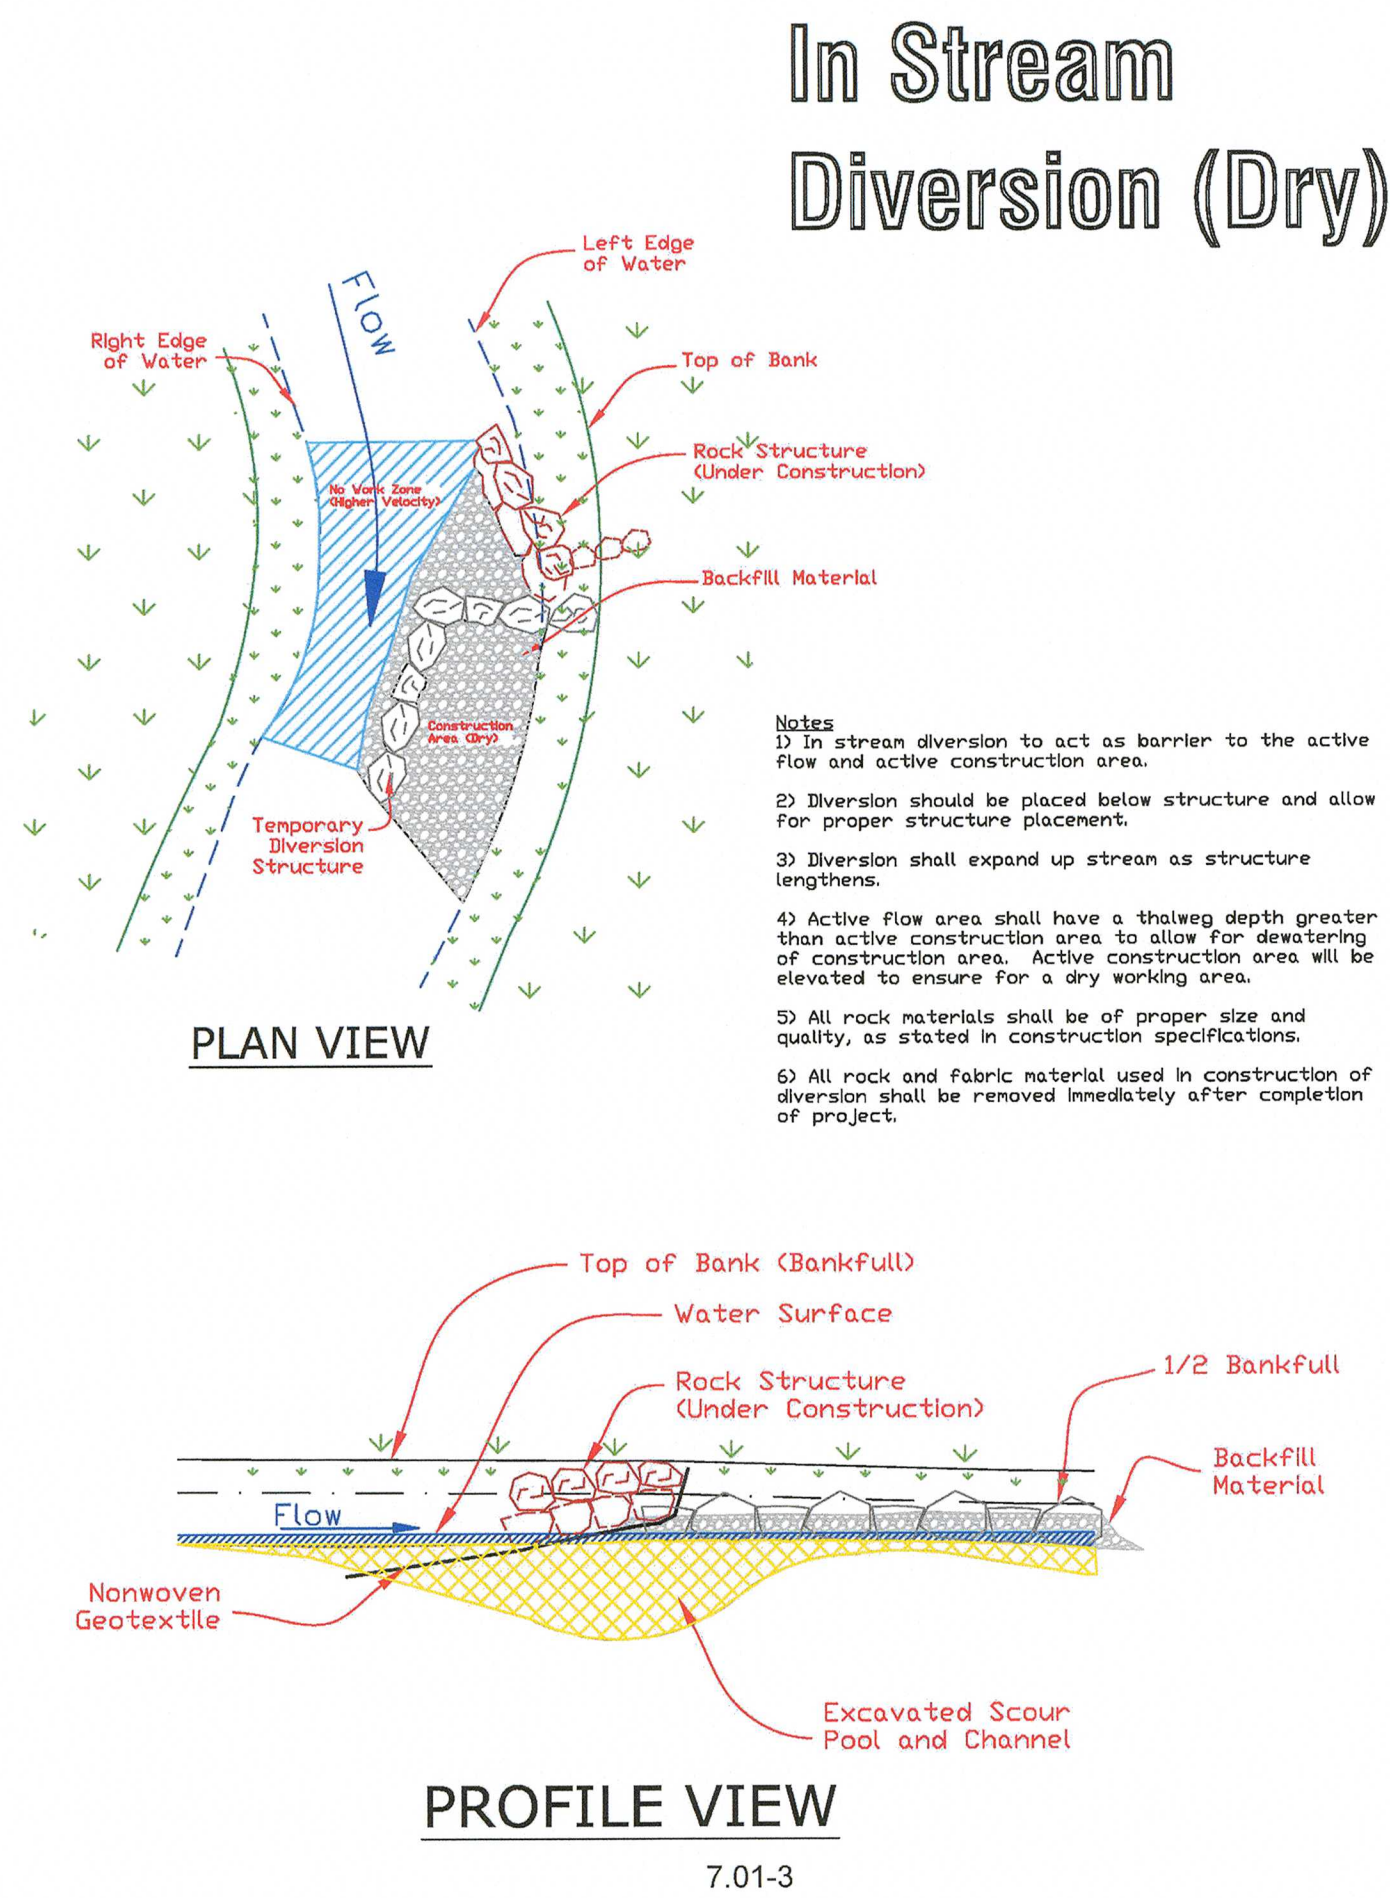 In Stream
Diversion (Dry)
Left Edge
of Water
Flow
Right Edge
of Water
Top of Bank
Rock Structure
(Under Construction)
No Work Zone
(Higher Velocity)
Backfill Material
Construction
Area (Dry)
Temporary
Diversion
Structure
PLAN VIEW
Notes
1) In stream diversion to act as barrier to the active
flow and active construction area.
2) Diversion should be placed below structure and allow
for proper structure placement.
3) Diversion shall expand up stream as structure
lengthens.
4) Active flow area shall have a thalweg depth greater
than active construction area to allow for dewatering
of construction area.  Active construction area will be
elevated to ensure for a dry working area.
5) All rock materials shall be of proper size and
quality, as stated in construction specifications.
6) All rock and fabric material used in construction of
diversion shall be removed immediately after completion
of project.
Top of Bank (Bankfull)
Water Surface
Rock Structure
(Under Construction)
1/2 Bankfull
Backfill
Material
Flow
Nonwoven
Geotextile
Excavated Scour
Pool and Channel
PROFILE VIEW
7.01-3